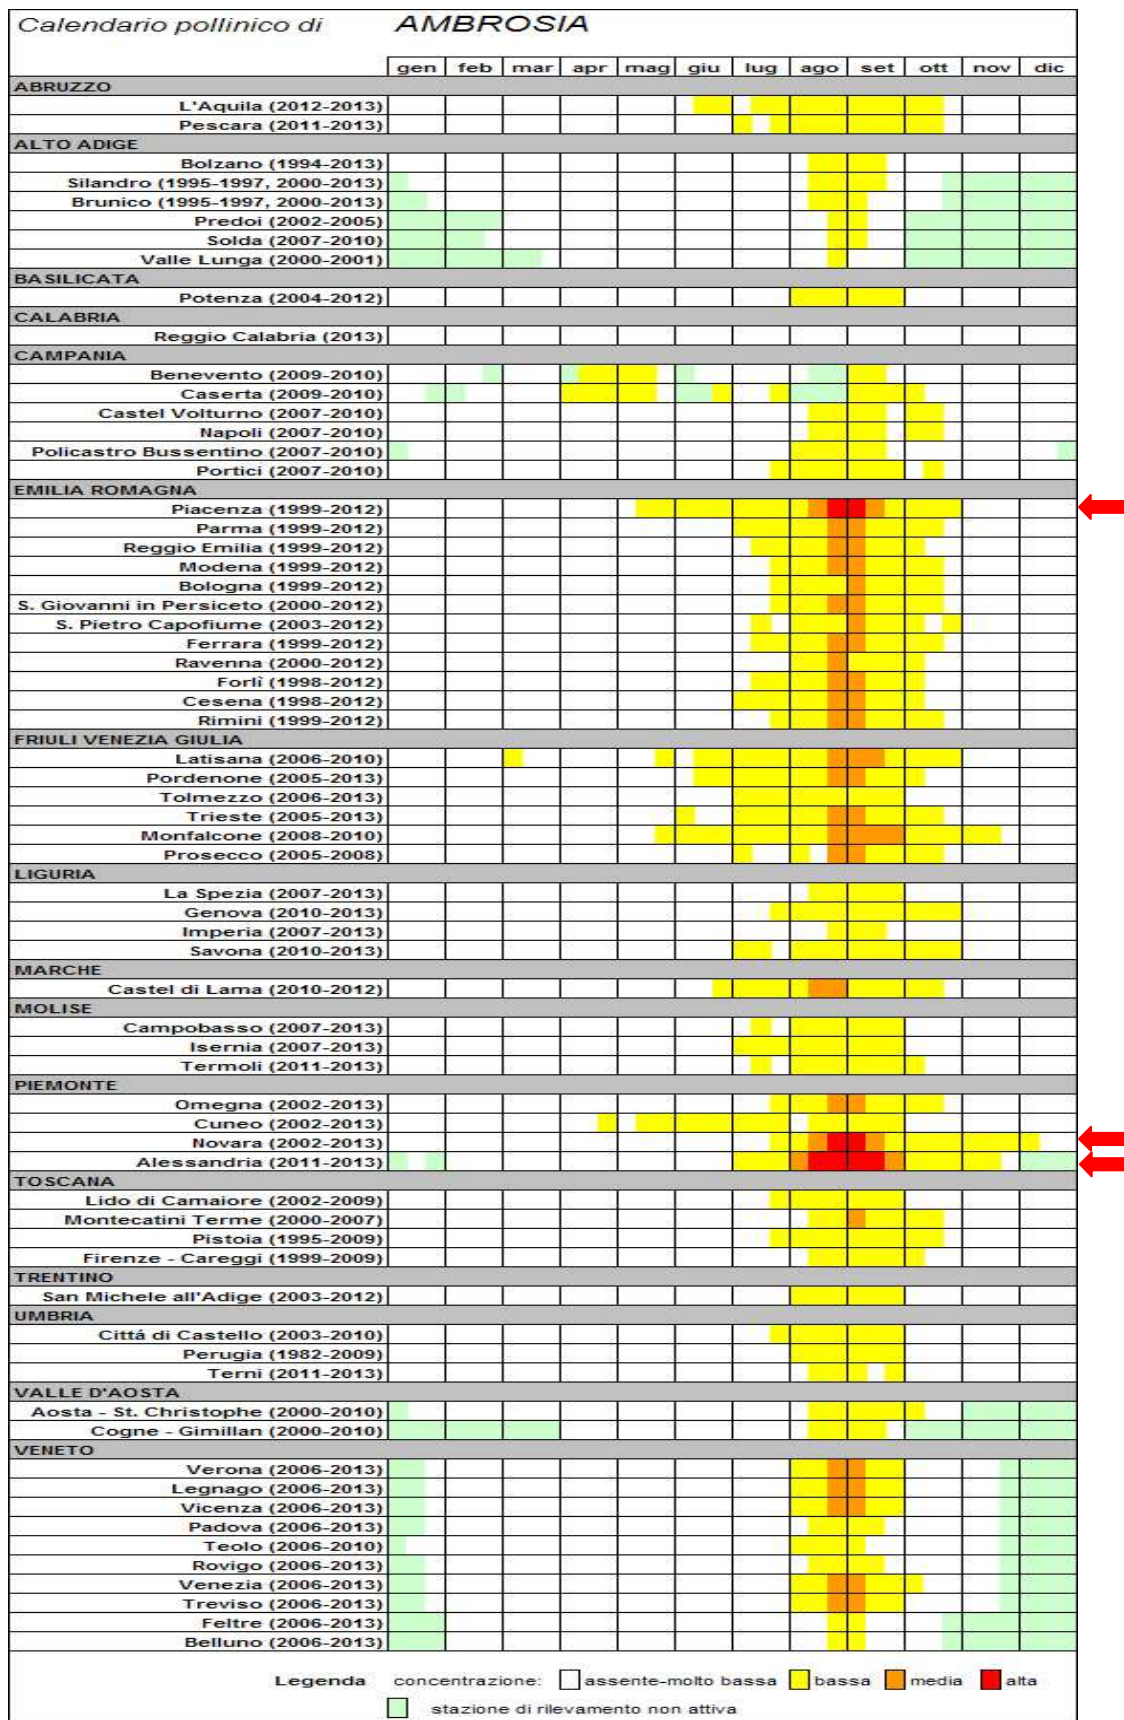 Calendario pollinico di AMBROSIA
gen feb mar apr mag giu lug ago set ott nov dic
ABRUZZO
L'Aquila (2012-2013)
Pescara (2011-2013)
ALTO ADIGE
Bolzano (1994-2013)
Silandro (1995-1997, 2000-2013)
Brunico (1995-1997, 2000-2013)
Predoi (2002-2005)
Solda (2007-2010)
Valle Lunga (2000-2001)
BASILICATA
Potenza (2004-2012)
CALABRIA
Reggio Calabria (2013)
CAMPANIA
Benevento (2009-2010)
Caserta (2009-2010)
Castel Volturno (2007-2010)
Napoli (2007-2010)
Policastro Bussentino (2007-2010)
Portici (2007-2010)
EMILIA ROMAGNA
Piacenza (1999-2012)
Parma (1999-2012)
Reggio Emilia (1999-2012)
Modena (1999-2012)
Bologna (1999-2012)
S. Giovanni in Persiceto (2000-2012)
S. Pietro Capofiume (2003-2012)
Ferrara (1999-2012)
Ravenna (2000-2012)
Forlì (1998-2012)
Cesena (1998-2012)
Rimini (1999-2012)
FRIULI VENEZIA GIULIA
Latisana (2006-2010)
Pordenone (2005-2013)
Tolmezzo (2006-2013)
Trieste (2005-2013)
Monfalcone (2008-2010)
Prosecco (2005-2008)
LIGURIA
La Spezia (2007-2013)
Genova (2010-2013)
Imperia (2007-2013)
Savona (2010-2013)
MARCHE
Castel di Lama (2010-2012)
MOLISE
Campobasso (2007-2013)
Isernia (2007-2013)
Termoli (2011-2013)
PIEMONTE
Omegna (2002-2013)
Cuneo (2002-2013)
Novara (2002-2013)
Alessandria (2011-2013)
TOSCANA
Lido di Camaiore (2002-2009)
Montecatini Terme (2000-2007)
Pistoia (1995-2009)
Firenze - Careggi (1999-2009)
TRENTINO
San Michele all'Adige (2003-2012)
UMBRIA
Cittá di Castello (2003-2010)
Perugia (1982-2009)
Terni (2011-2013)
VALLE D'AOSTA
Aosta - St. Christophe (2000-2010)
Cogne - Gimillan (2000-2010)
VENETO
Verona (2006-2013)
Legnago (2006-2013)
Vicenza (2006-2013)
Padova (2006-2013)
Teolo (2006-2010)
Rovigo (2006-2013)
Venezia (2006-2013)
Treviso (2006-2013)
Feltre (2006-2013)
Belluno (2006-2013)
Legenda concentrazione: assente-molto bassa bassa media alta
stazione di rilevamento non attiva